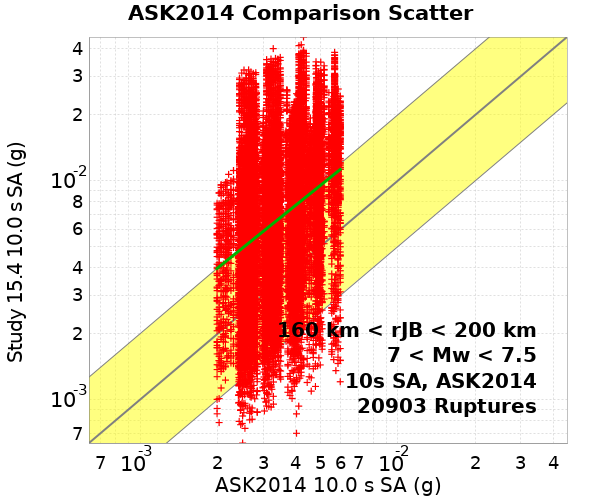 ASK2014 Comparison Scatter
Study 15.4 10.0 s SA (g)
4
3
2
10-2
8
6
4
3
2
10-3
7
160 km < rJB < 200 km
7 < Mw < 7.5
10s SA, ASK2014
20903 Ruptures
7 10-3 2 3 4 5 6 7 10-2 2 3 4
ASK2014 10.0 s SA (g)